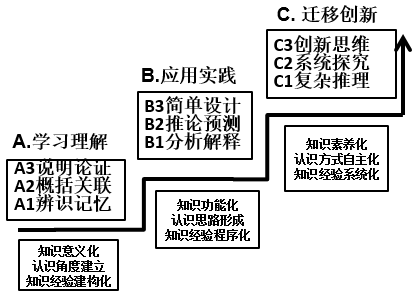 C. 迁移创新
C3创新思维
C2系统探究
C1复杂推理
B.应用实践
B3简单设计
B2推论预测
B1分析解释
A.学习理解
A3说明论证
A2概括关联
A1辨识记忆
知识素养化
认识方式自主化
知识经验系统化
知识功能化
认识思路形成
知识经验程序化
知识意义化
认识角度建立
知识经验建构化